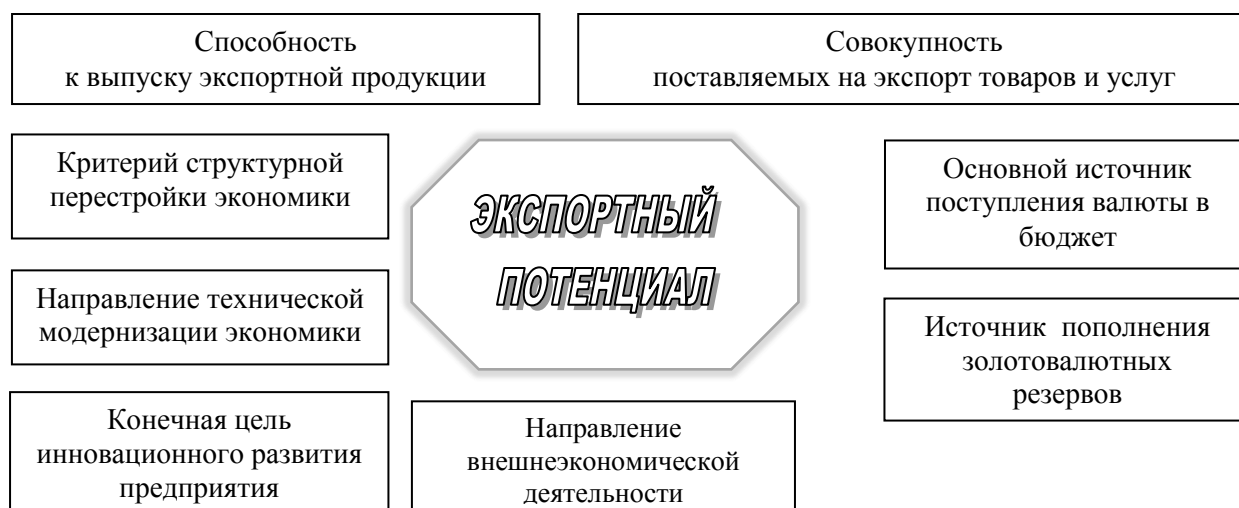 Способность
к выпуску экспортной продукции
Совокупность
поставляемых на экспорт товаров и услуг
Критерий структурной
перестройки экономики
ЭКСПОРТНЫЙ
ПОТЕНЦИАЛ
Основной источник
поступления валюты в
бюджет
Направление технической
модернизации экономики
Источник пополнения
золотовалютных
резервов
Конечная цель
инновационного развития
предприятия
Направление
внешнеэкономической
деятельности